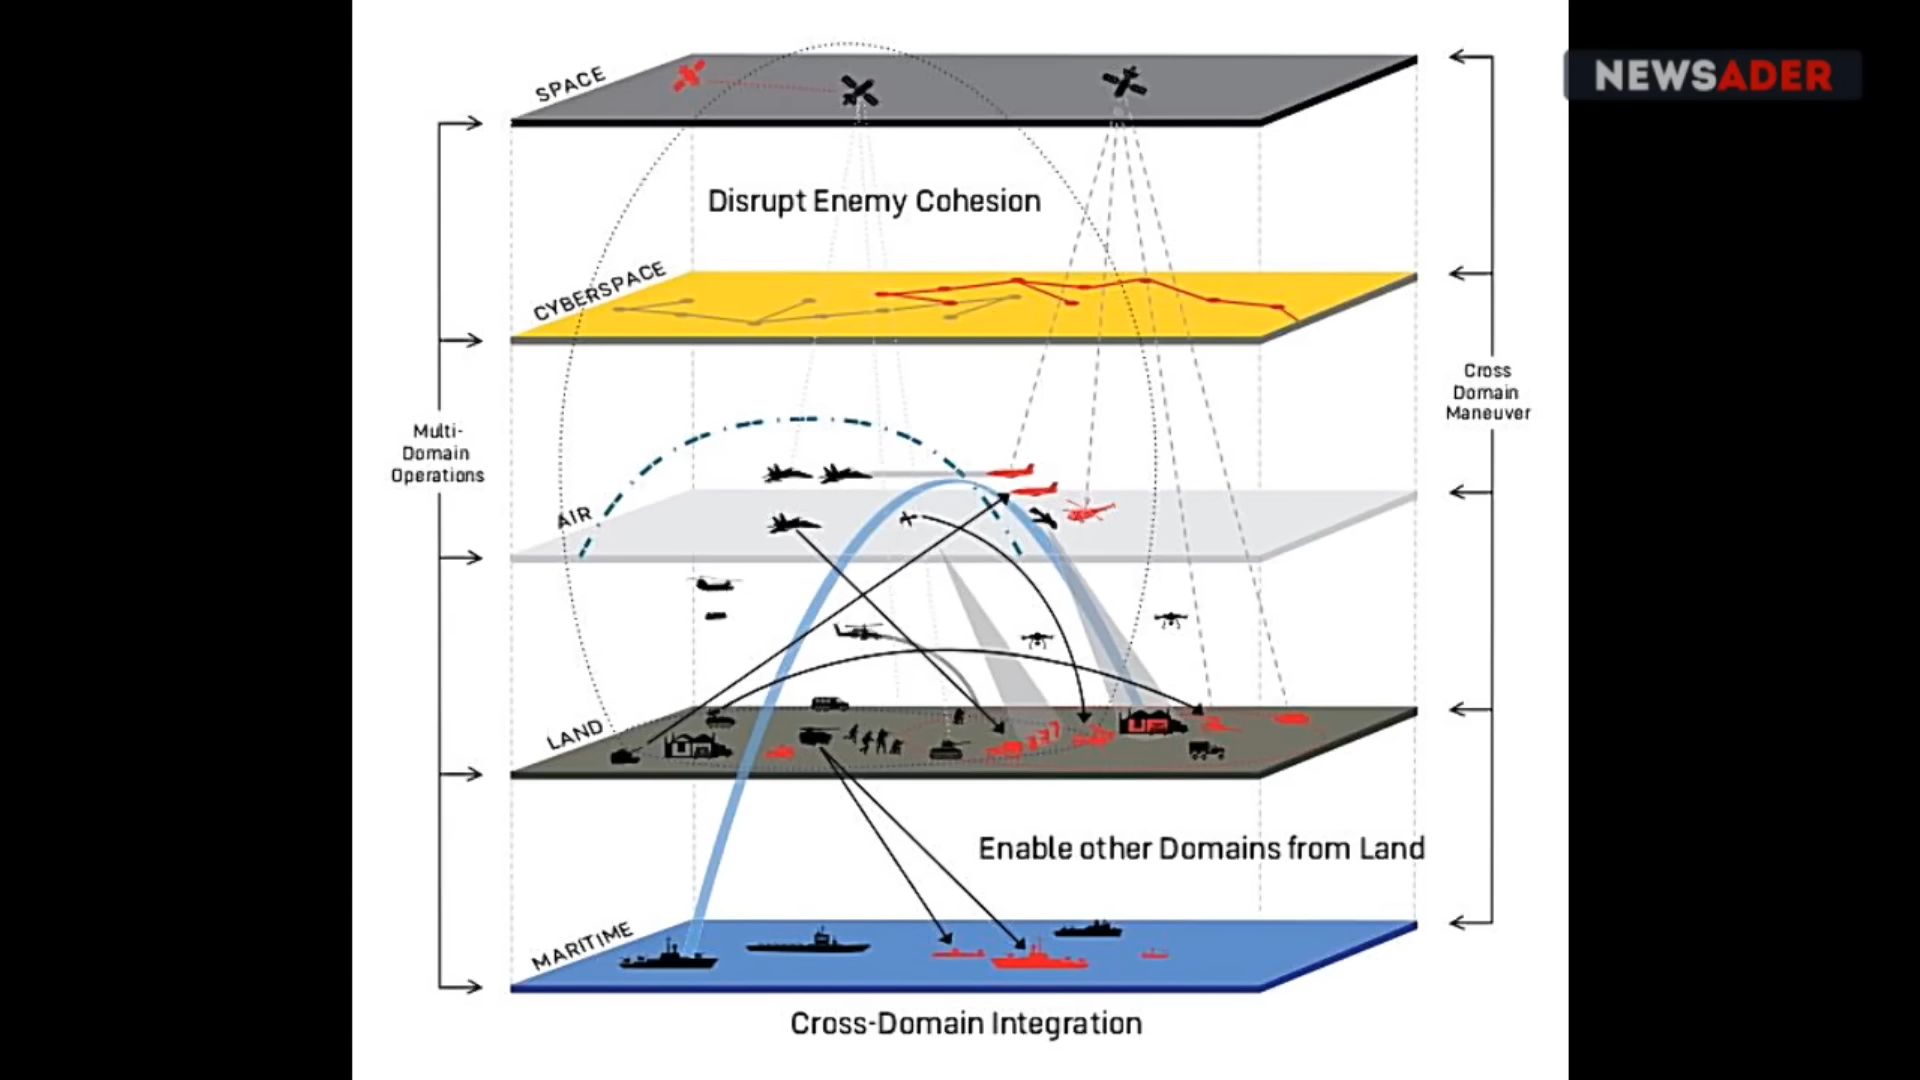 NEWSADER
SPACE
Disrupt Enemy Cohesion
CYBERSPACE
Cross
Domain
Maneuver
Multi-
Domain
Operations
AIR
LAND
Enable other Domains from Land
MARITIME
Cross-Domain Integration